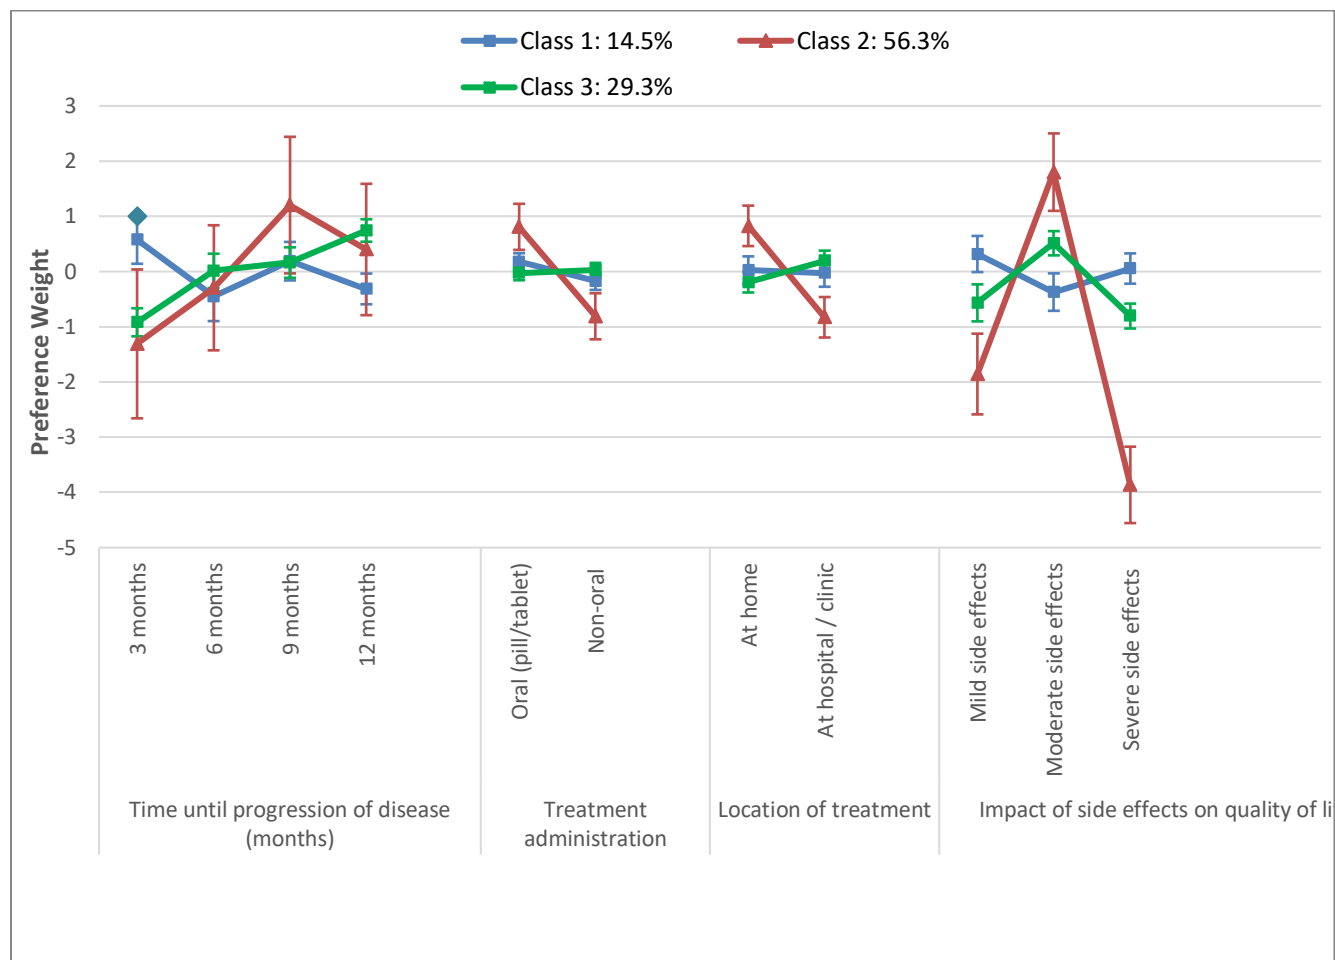 Class 1: 14.5%
Class 2: 56.3%
Class 3: 29.3%
3
2
1
0
-1
-2
-3
-4
-5
Preference Weight
3 months
6 months
9 months
12 months
Oral (pill/tablet)
Non-oral
At home
At hospital / clinic
Mild side effects
Moderate side effects
Severe side effects
Time until progression of disease
(months)
Treatment
administration
Location of treatment
Impact of side effects on quality of li